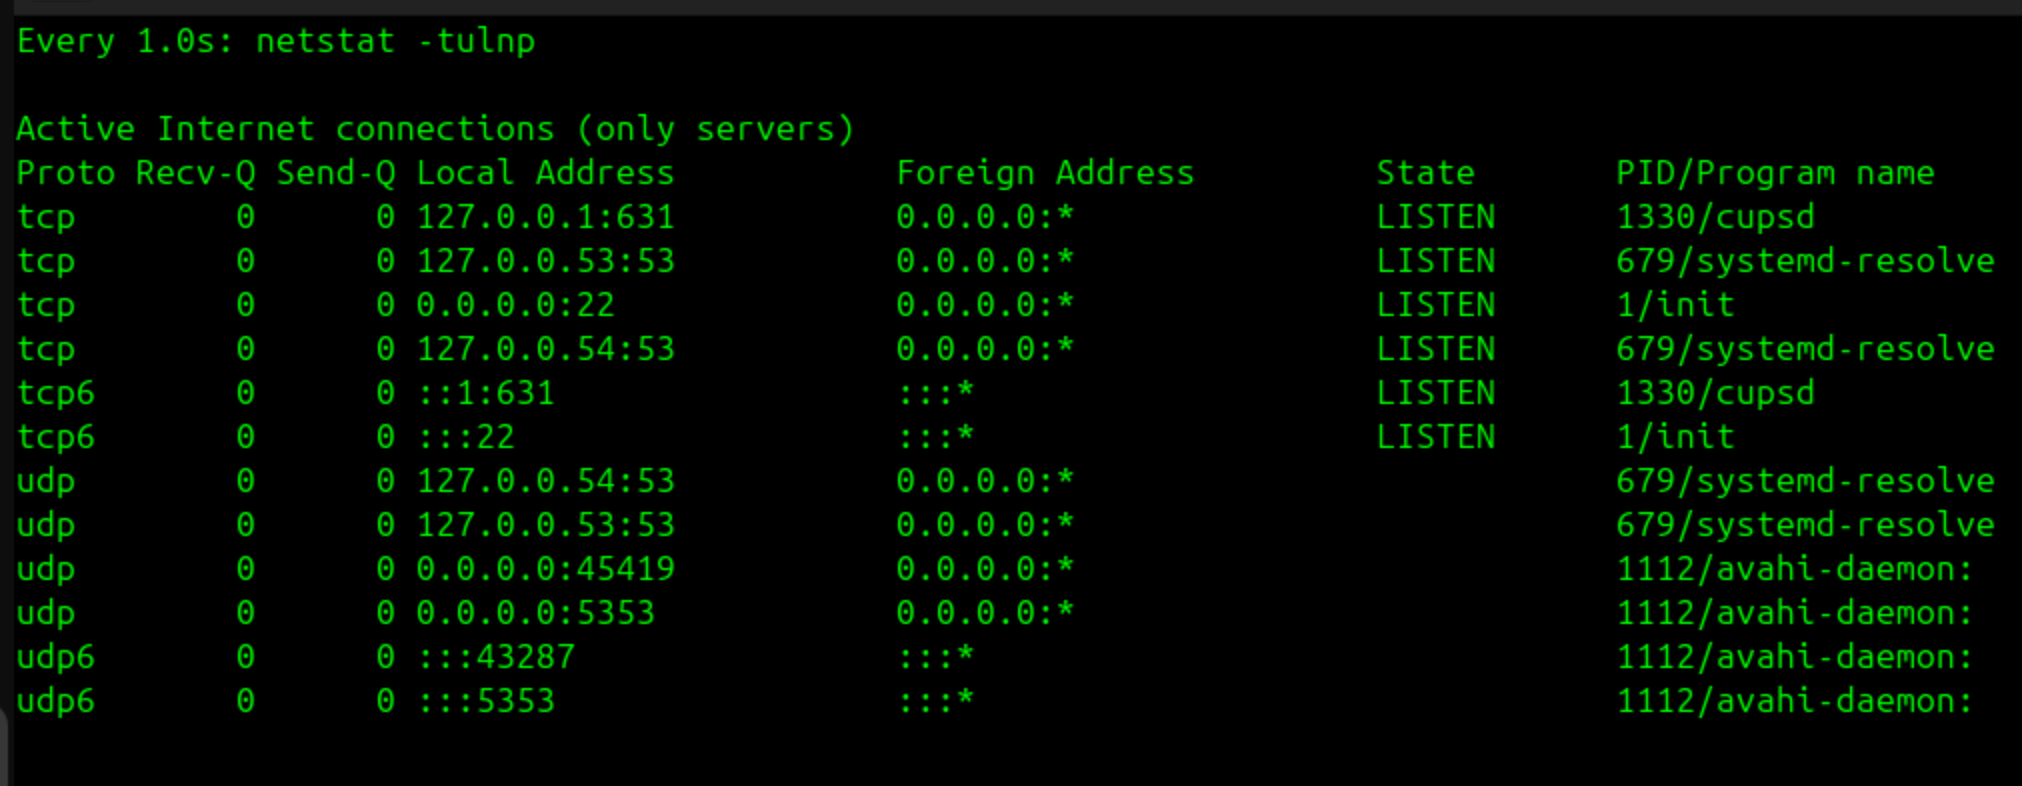 Every 1.0s: netstat -tulnp
Active Internet connections (only servers)
Proto Recv-Q Send-Q Local Address           Foreign Address         State       PID/Program name
tcp        0      0 127.0.0.1:631           0.0.0.0:*               LISTEN      1330/cupsd
tcp        0      0 127.0.0.53:53           0.0.0.0:*               LISTEN      679/systemd-resolve
tcp        0      0 0.0.0.0:22              0.0.0.0:*               LISTEN      1/init
tcp        0      0 127.0.0.54:53           0.0.0.0:*               LISTEN      679/systemd-resolve
tcp6       0      0 ::1:631                 :::*                    LISTEN      1330/cupsd
tcp6       0      0 :::22                   :::*                    LISTEN      1/init
udp        0      0 127.0.0.54:53           0.0.0.0:*                           679/systemd-resolve
udp        0      0 127.0.0.53:53           0.0.0.0:*                           679/systemd-resolve
udp        0      0 0.0.0.0:45419           0.0.0.0:*                           1112/avahi-daemon:
udp        0      0 0.0.0.0:5353            0.0.0.0:*                           1112/avahi-daemon:
udp6       0      0 :::43287                :::*                                1112/avahi-daemon:
udp6       0      0 :::5353                 :::*                                1112/avahi-daemon: